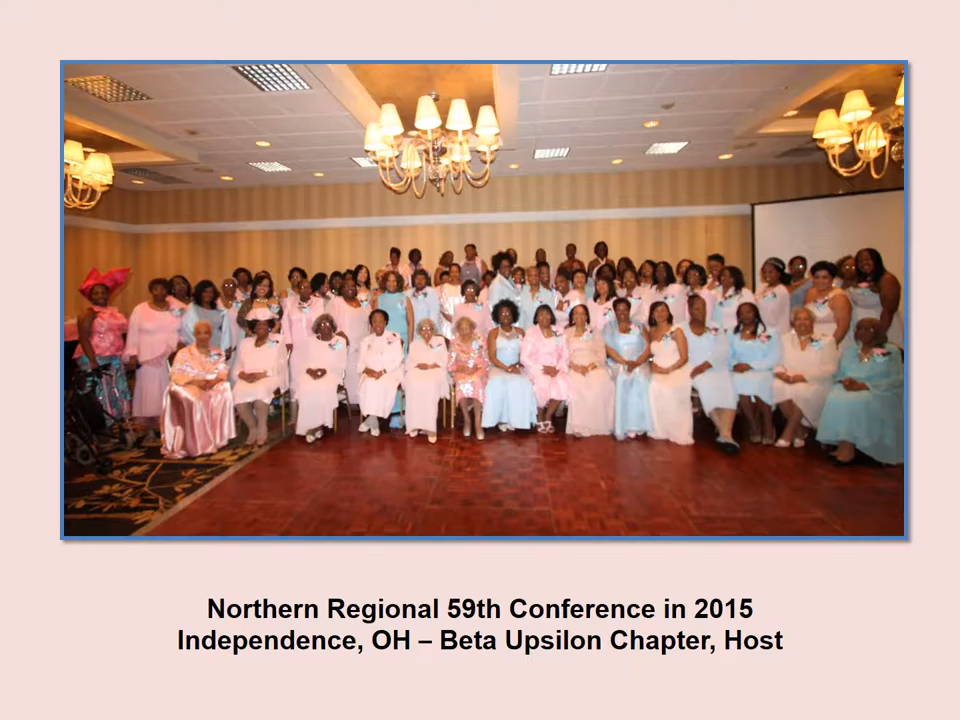 Northern Regional 59th Conference in 2015
Independence, OH – Beta Upsilon Chapter, Host